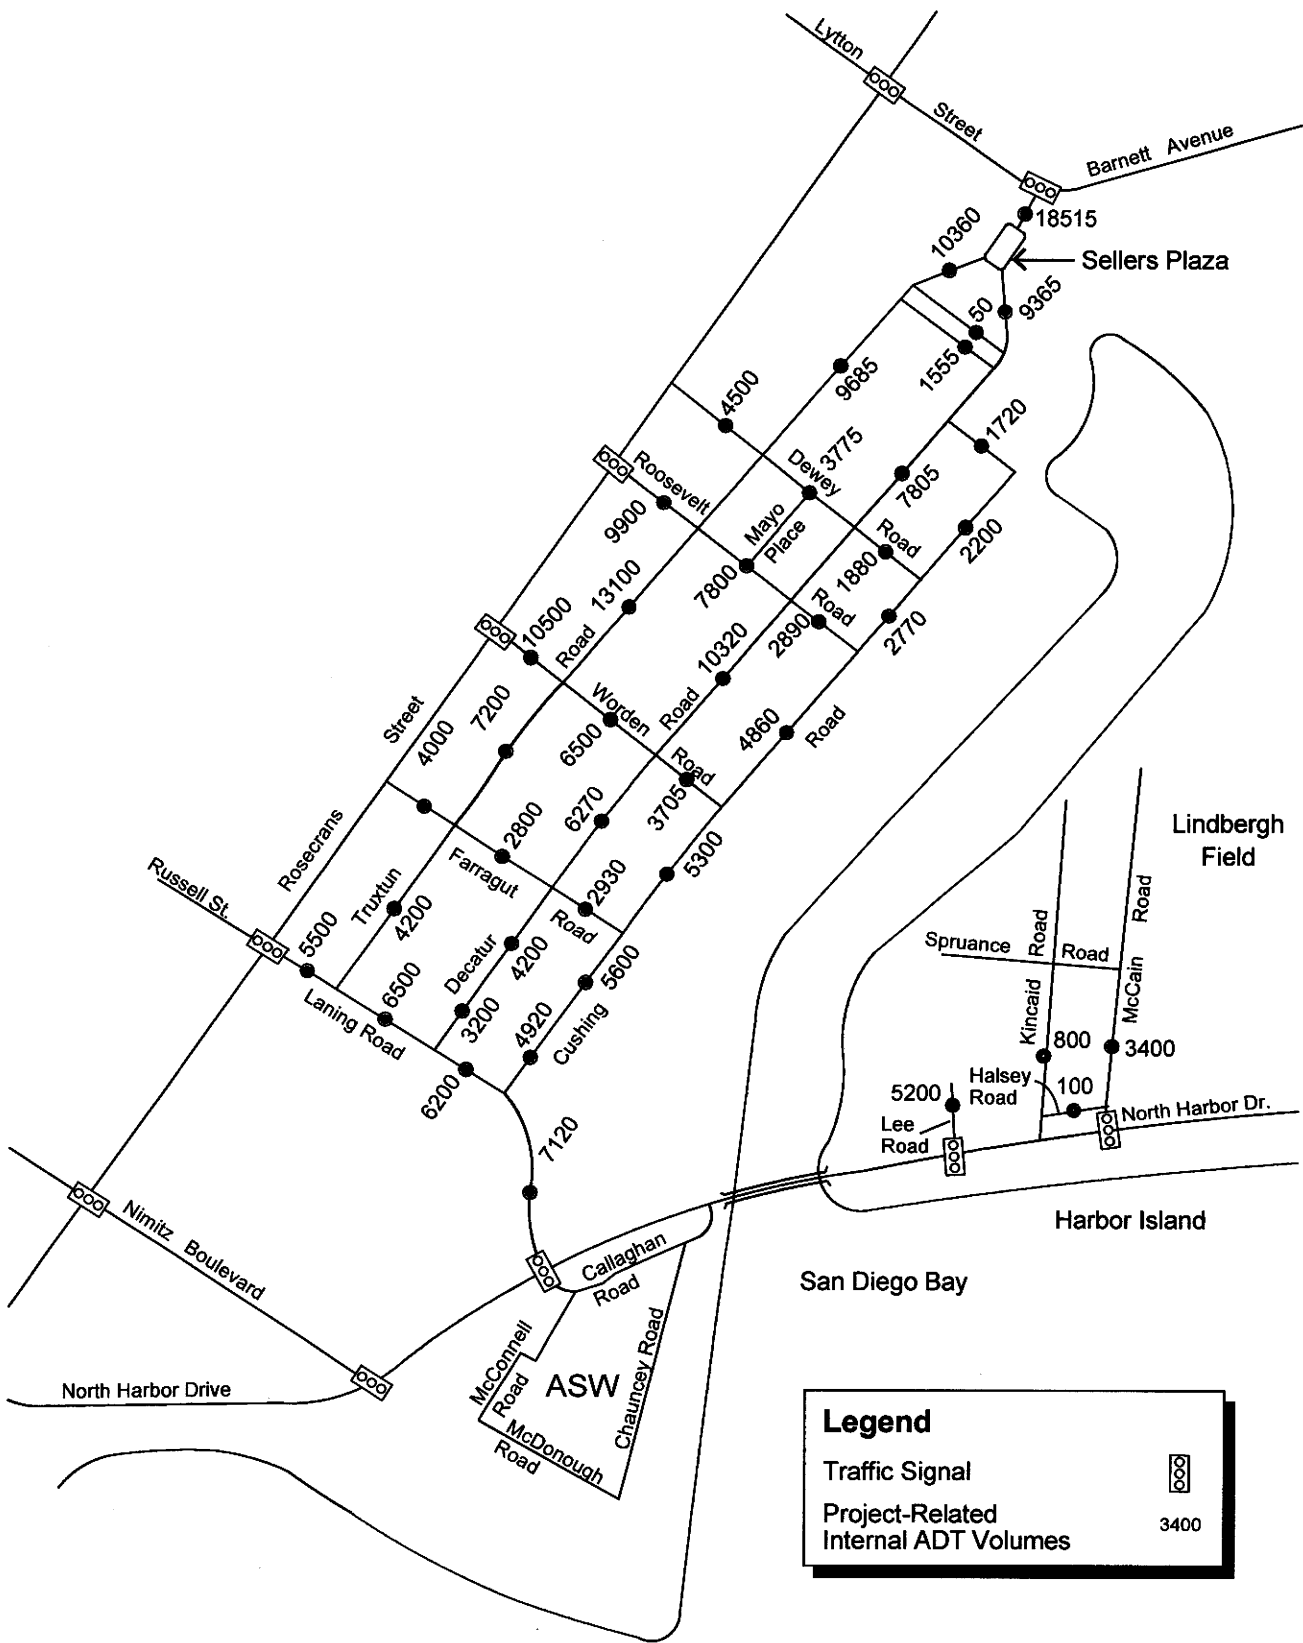 Lytton
Street
Barnett Avenue
18515
10360
Sellers Plaza
9365
50
1555
9685
4500
1720
3775
Dewey
7805
Roosevelt
9900
Mayo
Place
Road
2200
1880
7800
13100
Road
2890
2770
10500
Road
10320
Worden
Road
7200
Street
4000
6500
Road
4860
Road
3705
6270
2800
5300
Rosecrans
Farragut
2930
Lindbergh
Field
Russell St.
Truxtun
4200
Road
5500
Decatur
4200
5600
Road
Road
Spruance
Road
6500
Laning Road
3200
4920
Cushing
Kincaid
McCain
800
3400
Halsey
Road
100
6200
5200
Lee
Road
North Harbor Dr.
7120
Nimitz Boulevard
Harbor Island
Callaghan
Road
San Diego Bay
McConnell
Road
ASW
Chauncey Road
North Harbor Drive
McDonough
Road
Legend
Traffic Signal
Project-Related
Internal ADT Volumes
3400